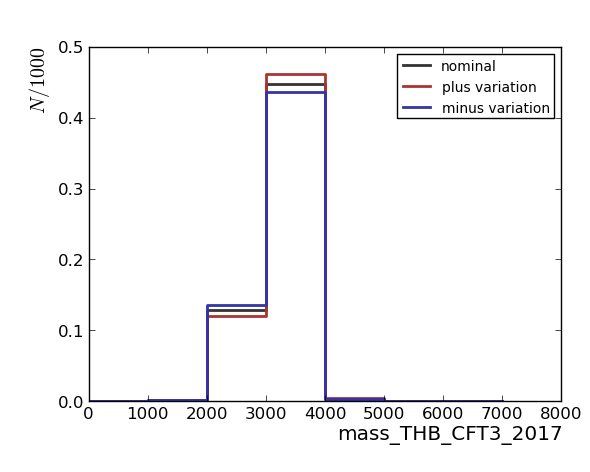 N/1000
0.5
0.4
0.3
0.2
0.1
0.0
nominal
plus variation
minus variation
0 1000 2000 3000 4000 5000 6000 7000 8000
mass_THB_CFT3_2017